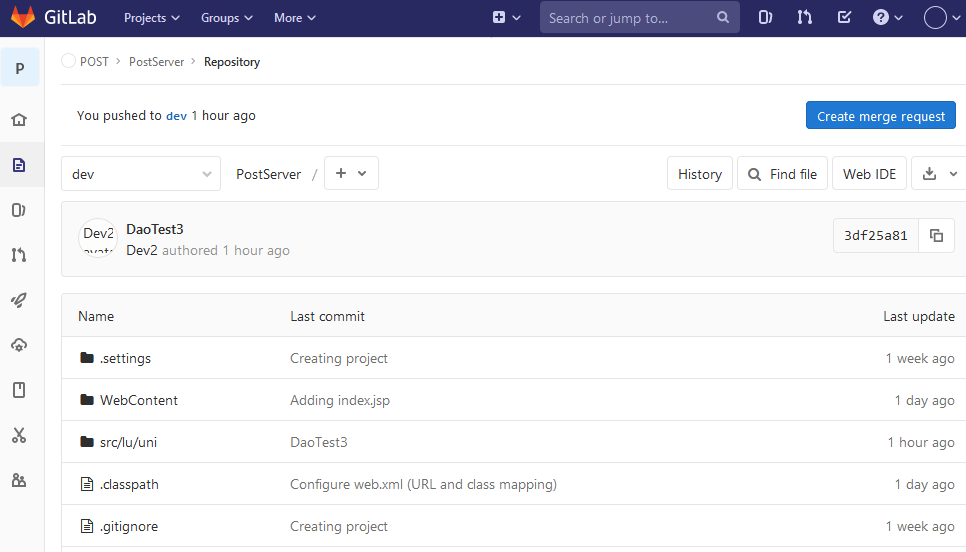 GitLab Projects Groups More Search or jump to...
P POST > PostServer > Repository
You pushed to dev 1 hour ago Create merge request
dev PostServer / + History Find file Web IDE
Dev2 avata DaoTest3
Dev2 authored 1 hour ago 3df25a81
Name Last commit Last update
.settings Creating project 1 week ago
WebContent Adding index.jsp 1 day ago
src/lu/uni DaoTest3 1 hour ago
.classpath Configure web.xml (URL and class mapping) 1 day ago
.gitignore Creating project 1 week ago